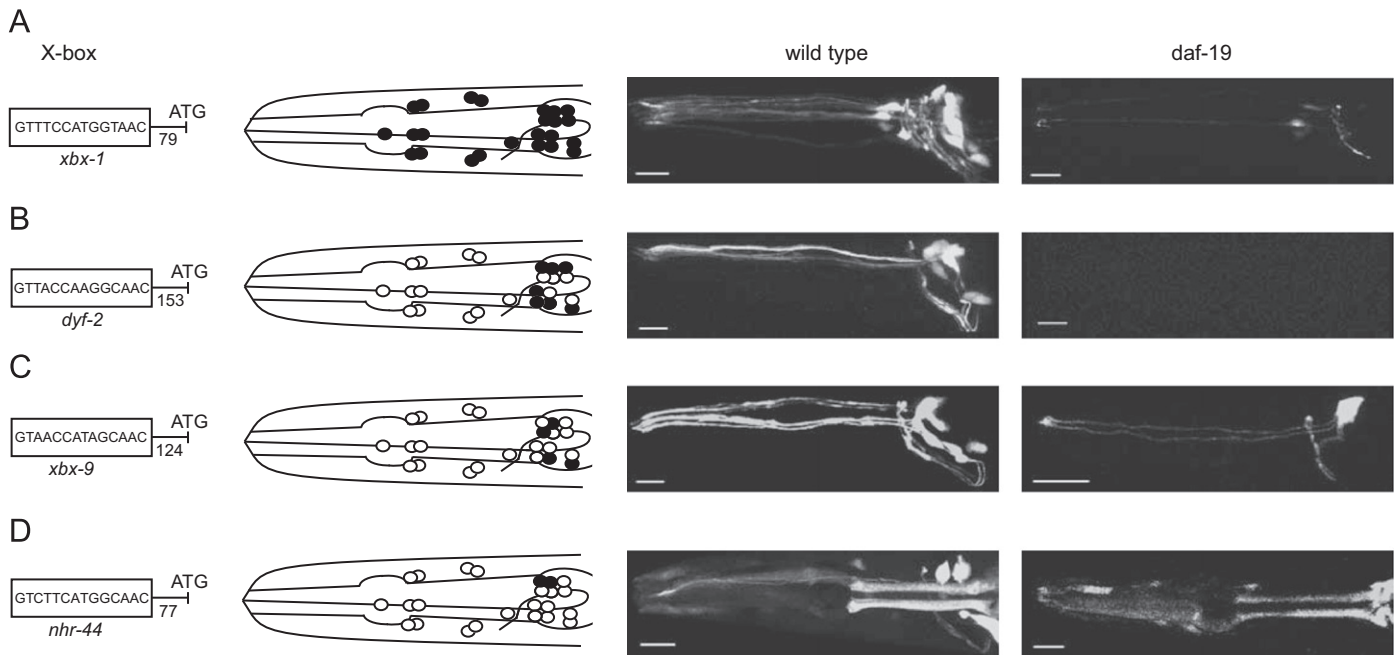 A
X-box
wild type
daf-19
GTTTCCATGGTAAC
ATG
79
xbx-1
B
GTTACCAAGGCAAC
ATG
153
dyf-2
C
GTAACCATAGCAAC
ATG
124
xbx-9
D
GTCTTCATGGCAAC
ATG
77
nhr-44